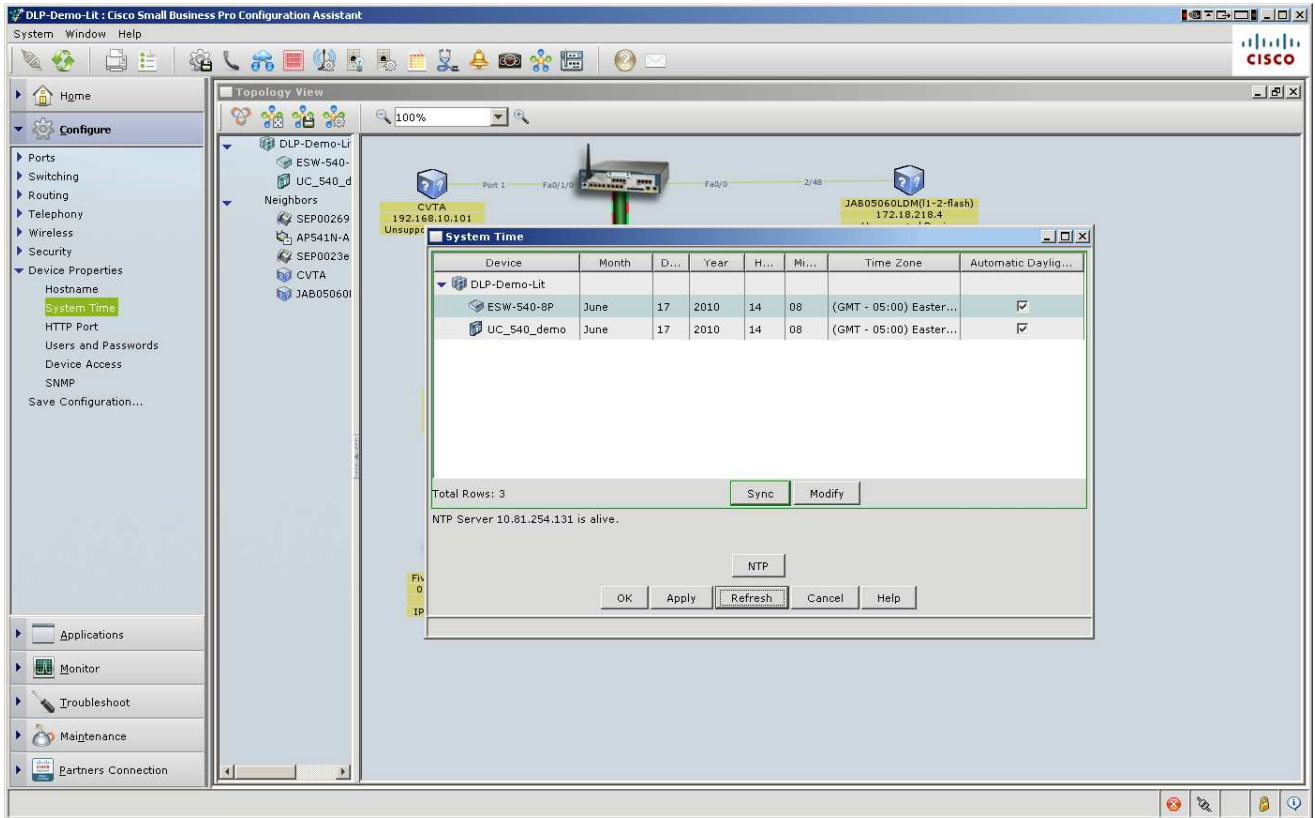 DLP-Demo-Lit : Cisco Small Business Pro Configuration Assistant
System Window Help
CISCO
Home
Configure
Ports
Switching
Routing
Telephony
Wireless
Security
Device Properties
Hostname
System Time
HTTP Port
Users and Passwords
Device Access
SNMP
Save Configuration...
Applications
Monitor
Troubleshoot
Maintenance
Partners Connection
Topology View
100%
DLP-Demo-Li
ESW-540-
UC_540_d
Neighbors
SEP00269
AP541N-A
SEP0023e
CVTA
JAB05060l
Port 1 Fa0/1/0 Fa0/0 2/48
CVTA
192.168.10.101
Unsuppo
JAB05060LDM(l1-2-flash)
172.18.218.4
System Time
Device Month D... Year H... Mi... Time Zone Automatic Daylig...
DLP-Demo-Lit
ESW-540-8P June 17 2010 14 08 (GMT - 05:00) Easter...
UC_540_demo June 17 2010 14 08 (GMT - 05:00) Easter...
Total Rows: 3
Sync Modify
NTP Server 10.81.254.131 is alive.
NTP
OK Apply Refresh Cancel Help
Fiv
0
IP